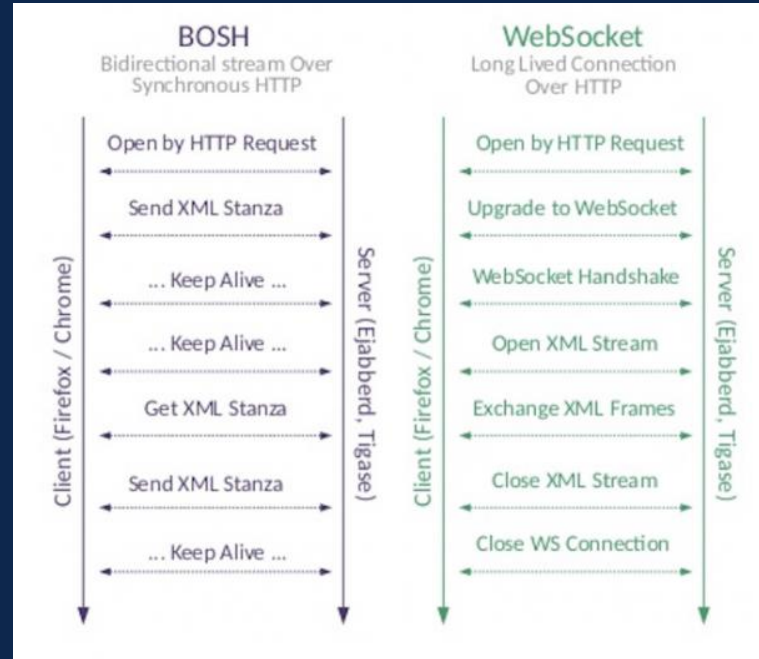 BOSH
Bidirectional stream Over
Synchronous HTTP
Client (Firefox / Chrome)
Open by HTTP Request
Send XML Stanza
... Keep Alive ...
... Keep Alive ...
Get XML Stanza
Send XML Stanza
... Keep Alive ...
Server (Ejabberd, Tigase)
WebSocket
Long Lived Connection
Over HTTP
Client (Firefox / Chrome)
Open by HTTP Request
Upgrade to WebSocket
WebSocket Handshake
Open XML Stream
Exchange XML Frames
Close XML Stream
Close WS Connection
Server (Ejabberd, Tigase)